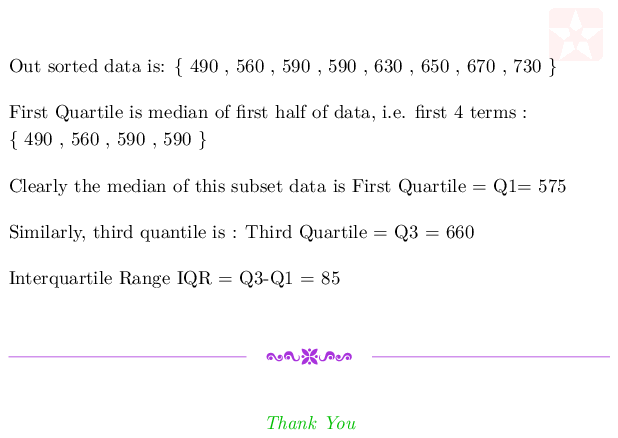 Out sorted data is: { 490 , 560 , 590 , 590 , 630 , 650 , 670 , 730 }
First Quartile is median of first half of data, i.e. first 4 terms :
{ 490 , 560 , 590 , 590 }
Clearly the median of this subset data is First Quartile = Q1= 575
Similarly, third quantile is : Third Quartile = Q3 = 660
Interquartile Range IQR = Q3-Q1 = 85
Thank You